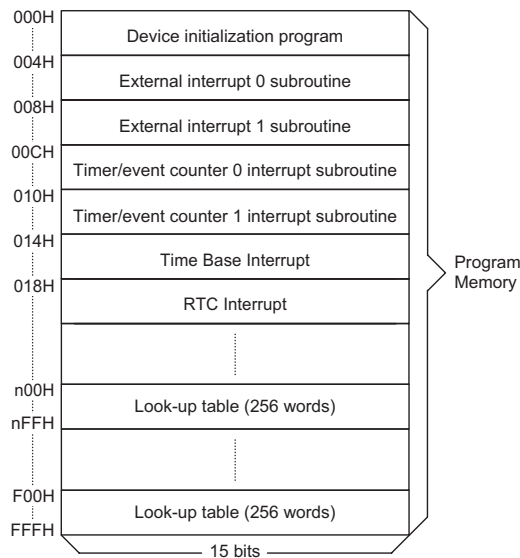 000H
Device initialization program
004H
External interrupt 0 subroutine
008H
External interrupt 1 subroutine
00CH
Timer/event counter 0 interrupt subroutine
010H
Timer/event counter 1 interrupt subroutine
014H
Time Base Interrupt
018H
RTC Interrupt
Program
Memory
n00H
Look-up table (256 words)
nFFH
F00H
Look-up table (256 words)
FFFH
15 bits